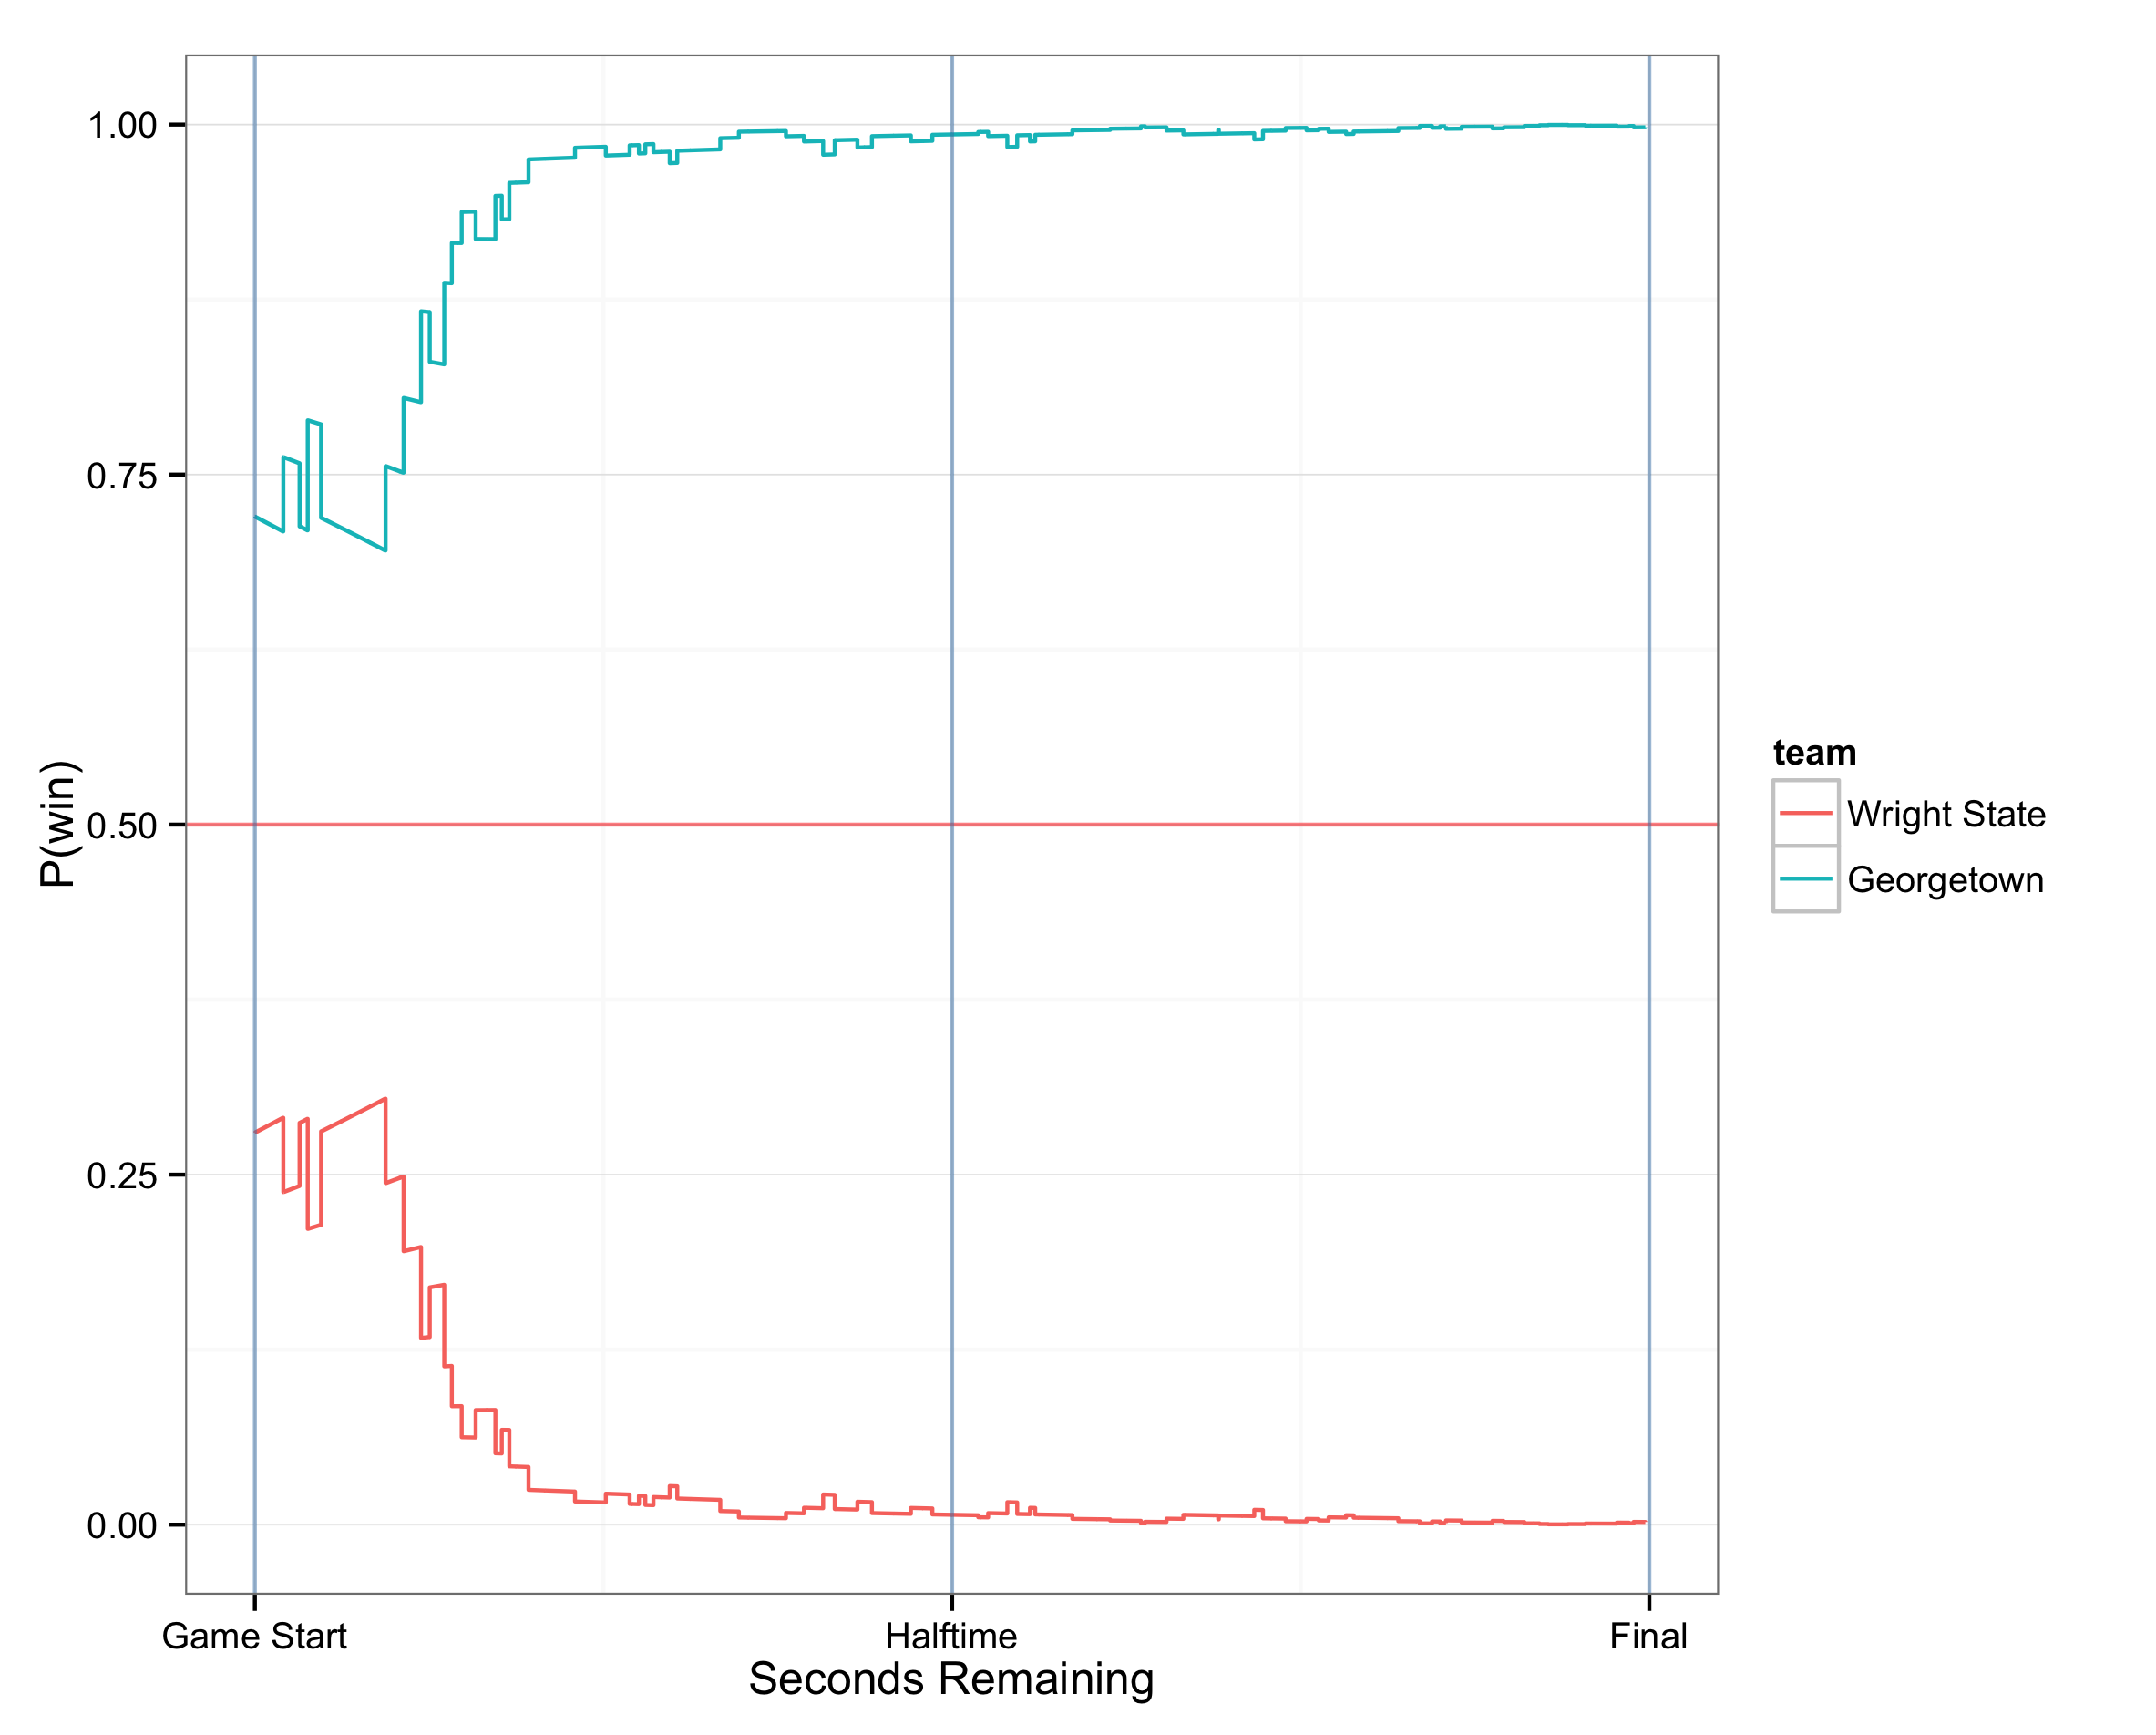 1.00
0.75
0.50
0.25
0.00
P(win)
Game Start
Halftime
Final
Seconds Remaining
team
Wright State
Georgetown